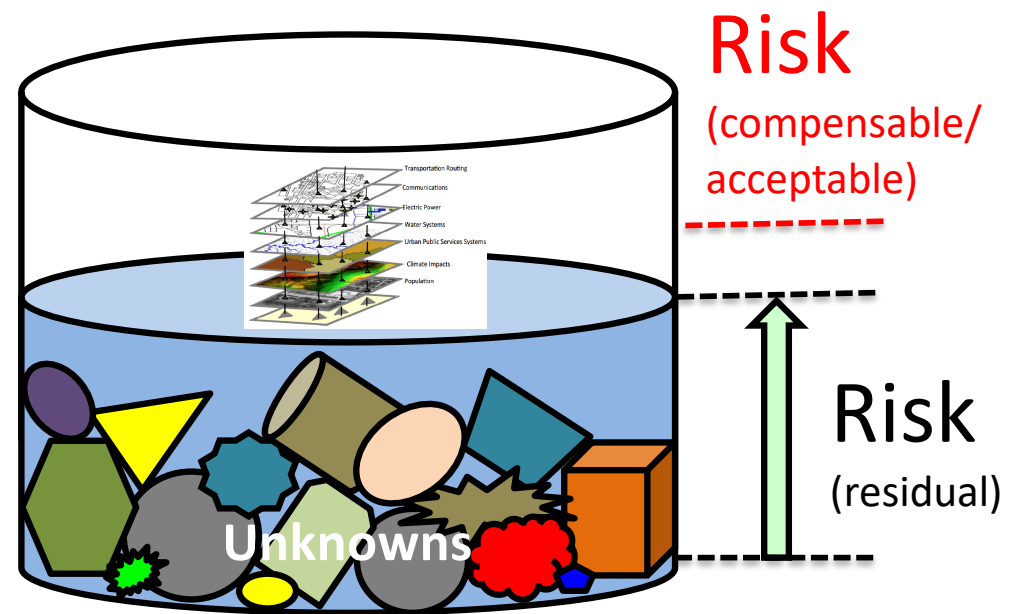 Risk
(compensable/
acceptable)
Transportation Routing
Communications
Electric Power
Water Systems
Urban Public Services Systems
Climate Impacts
Population
Risk
(residual)
Unknowns